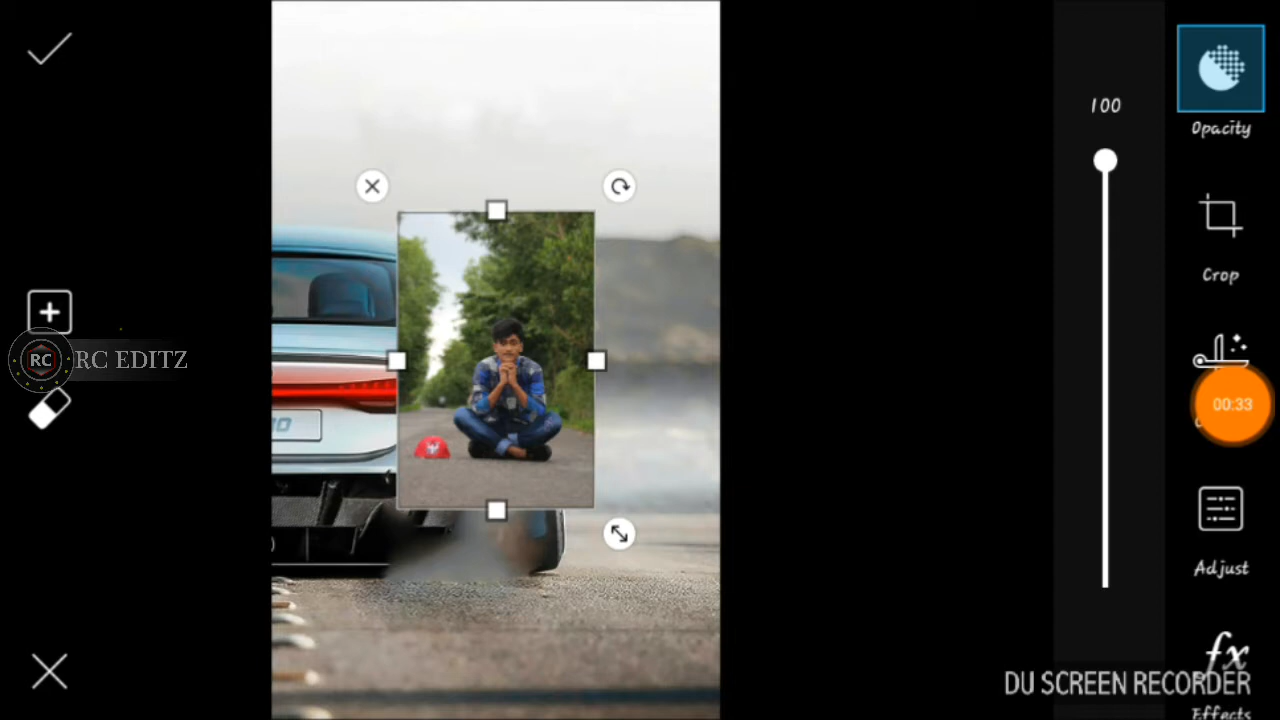 100
Opacity
Crop
RC
RC EDITZ
00:33
Adjust
fx
DU SCREEN RECORDER
Effects